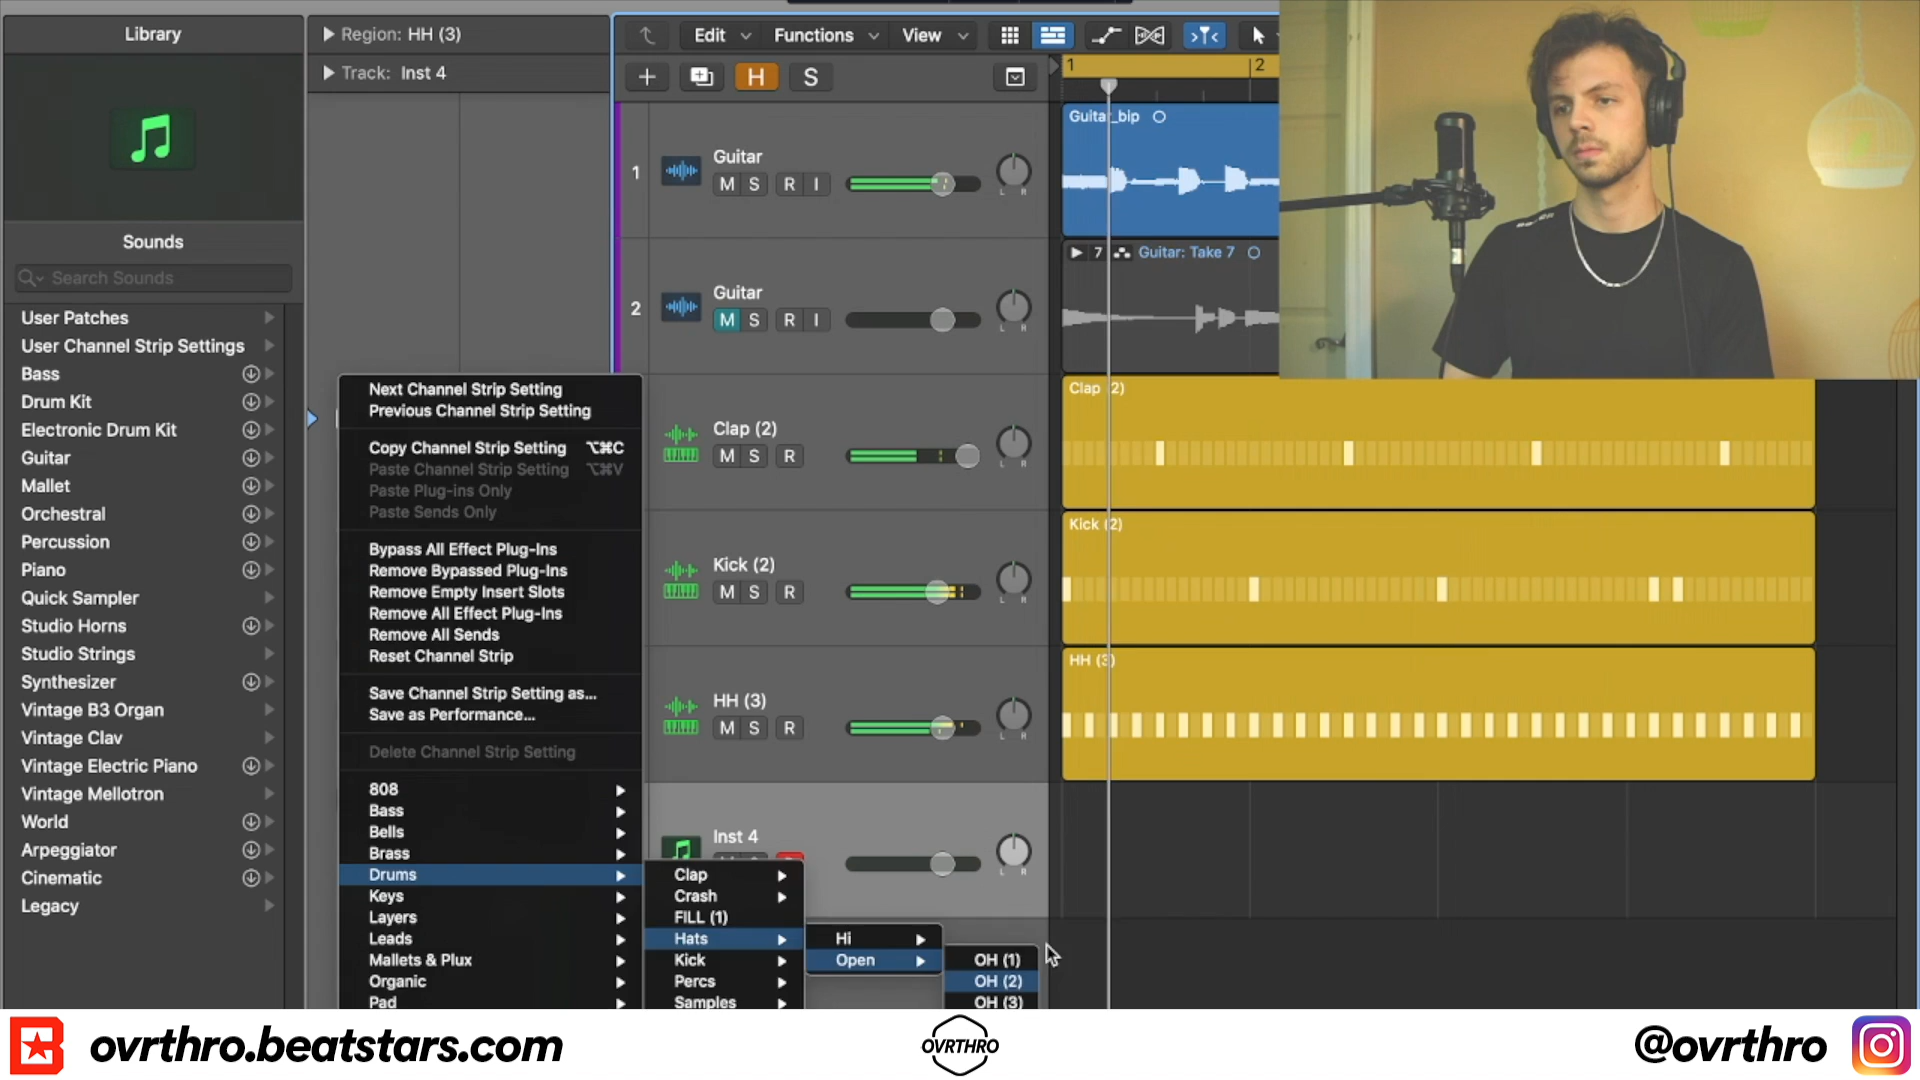 Library
Sounds
Search Sounds
User Patches
User Channel Strip Settings
Bass
Drum Kit
Electronic Drum Kit
Guitar
Mallet
Orchestral
Percussion
Piano
Quick Sampler
Studio Horns
Studio Strings
Synthesizer
Vintage B3 Organ
Vintage Clav
Vintage Electric Piano
Vintage Mellotron
World
Arpeggiator
Cinematic
Legacy
Region: HH (3)
Track: Inst 4
Edit Functions View
H S
1 2
1 Guitar
M S R I
L R
Guitar_bip
2 Guitar
M S R I
L R
7 Guitar: Take 7
Clap (2)
M S R
L R
Clap (2)
Kick (2)
M S R
L R
Kick (2)
HH (3)
M S R
L R
HH (3)
Inst 4
L R
Next Channel Strip Setting
Previous Channel Strip Setting
Copy Channel Strip Setting ⌥⌘C
Paste Channel Strip Setting ⌥⌘V
Paste Plug-ins Only
Paste Sends Only
Bypass All Effect Plug-Ins
Remove Bypassed Plug-Ins
Remove Empty Insert Slots
Remove All Effect Plug-Ins
Remove All Sends
Reset Channel Strip
Save Channel Strip Setting as...
Save as Performance...
Delete Channel Strip Setting
808
Bass
Bells
Brass
Drums
Keys
Layers
Leads
Mallets & Plux
Organic
Pad
Clap
Crash
FILL (1)
Hats
Kick
Percs
Samples
Hi
Open
OH (1)
OH (2)
OH (3)
ovrthro.beatstars.com
OVRTHRO
@ovrthro